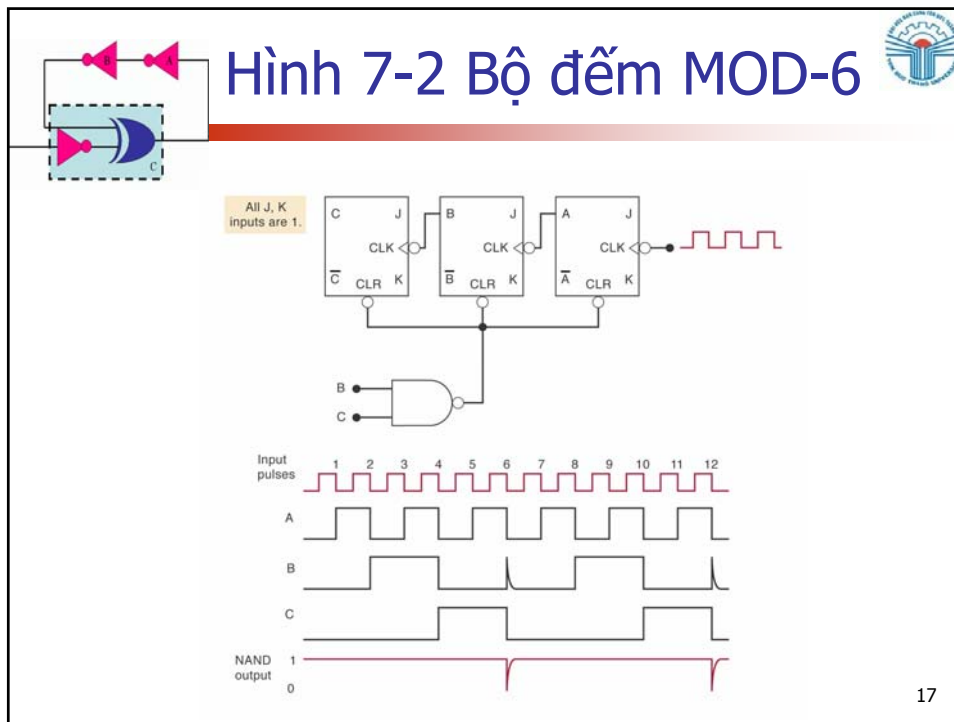 Hình 7-2 Bộ đếm MOD-6
B A
C
All J, K
inputs are 1.
C J B J A J
CLK CLK CLK
C̅ CLR K B̅ CLR K A̅ CLR K
B
C
Input
pulses
1 2 3 4 5 6 7 8 9 10 11 12
A
B
C
NAND
output
1
0
17